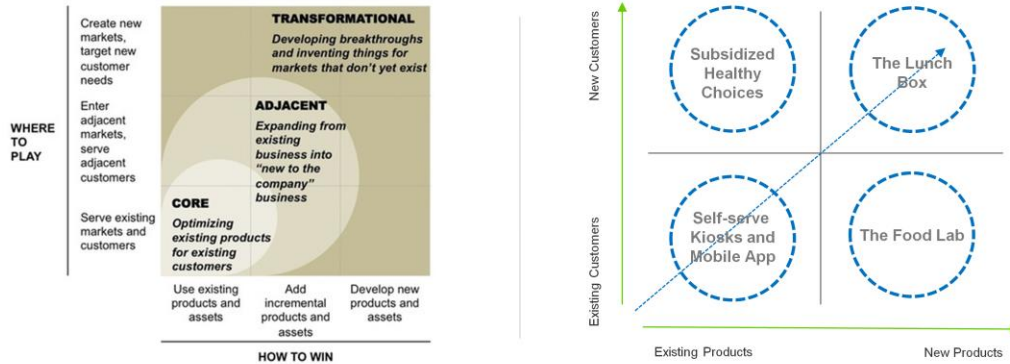 TRANSFORMATIONAL
Developing breakthroughs
and inventing things for
markets that don't yet exist
Create new
markets,
target new
customer
needs
ADJACENT
Expanding from
existing
business into
"new to the
company"
business
Enter
adjacent
markets,
serve
adjacent
customers
WHERE
TO
PLAY
CORE
Optimizing
existing products
for existing
customers
Serve existing
markets and
customers
Use existing
products and
assets
Add
incremental
products and
assets
Develop new
products and
assets
HOW TO WIN
New Customers
Subsidized
Healthy
Choices
The Lunch
Box
Existing Customers
Self-serve
Kiosks and
Mobile App
The Food Lab
Existing Products
New Products